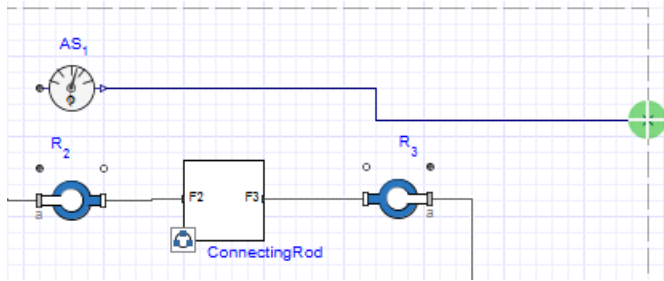 AS1
φ
R2
R3
a
F2
F3
a
ConnectingRod